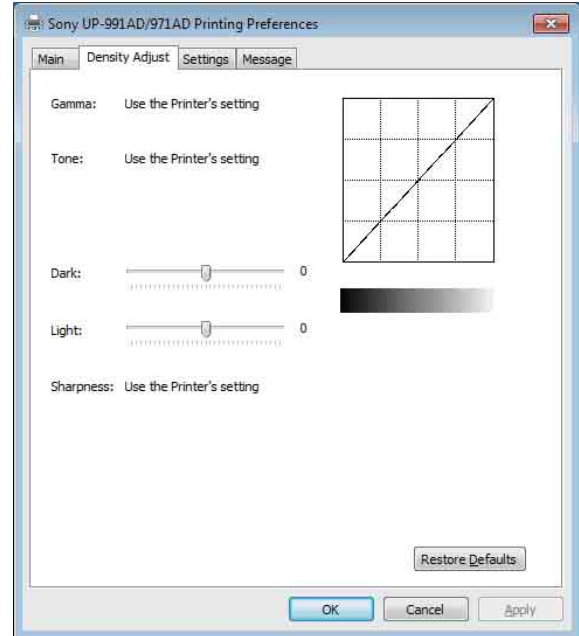 Sony UP-991AD/971AD Printing Preferences
Main Density Adjust Settings Message
Gamma: Use the Printer's setting
Tone: Use the Printer's setting
Dark: 0
Light: 0
Sharpness: Use the Printer's setting
Restore Defaults
OK Cancel Apply